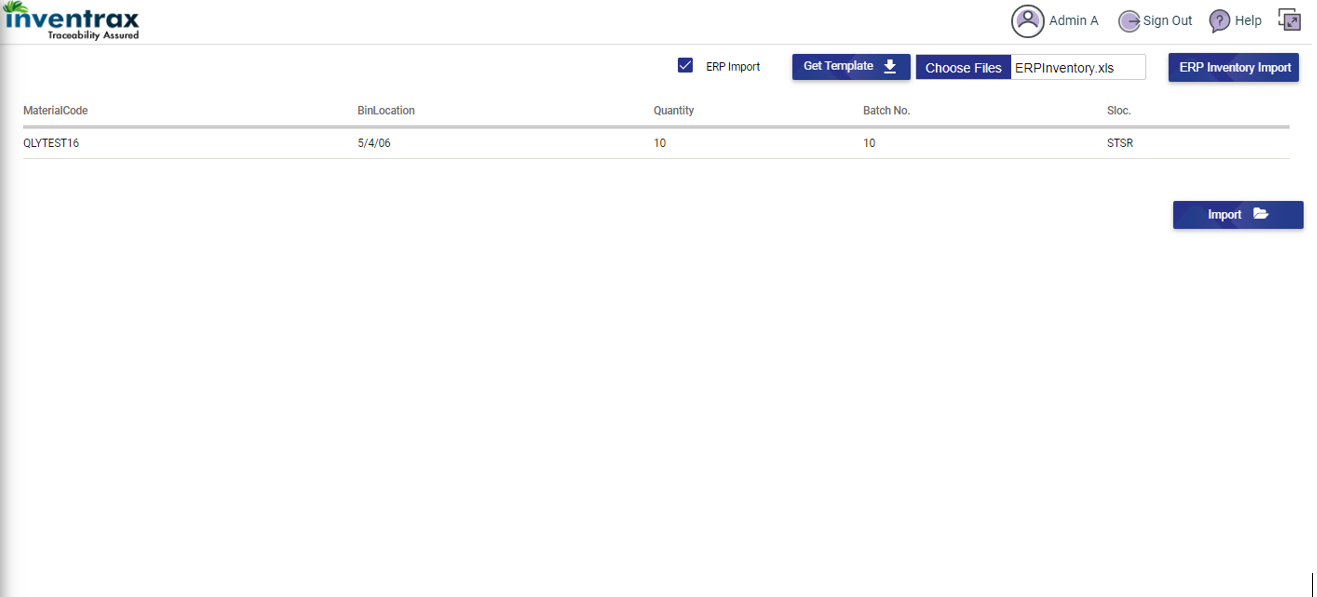 inventrax
Traceability Assured
Admin A Sign Out Help
ERP Import Get Template Choose Files ERPInventory.xls ERP Inventory Import
MaterialCode BinLocation Quantity Batch No. Sloc.
QLYTEST16 5/4/06 10 10 STSR
Import